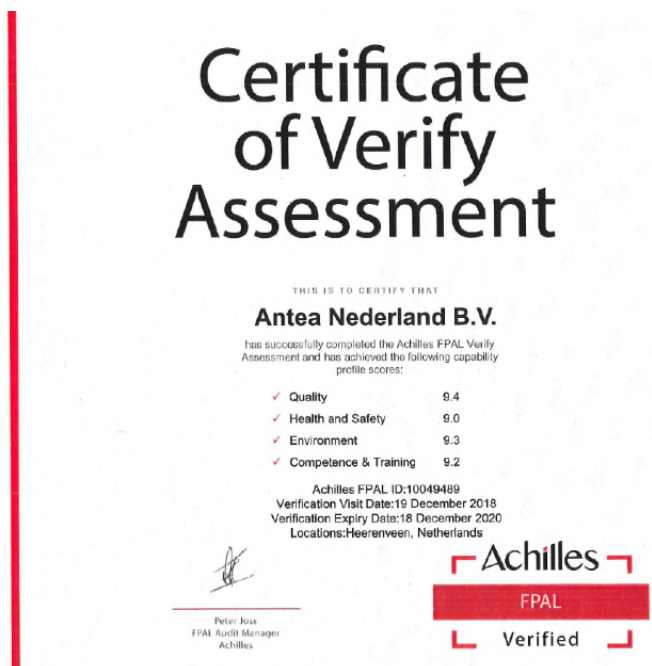 Certificate
of Verify
Assessment
THIS IS TO CERTIFY THAT
Antea Nederland B.V.
has successfully completed the Achilles FPAL Verify
Assessment and has achieved the following capability
profile scores:
✓ Quality 9.4
✓ Health and Safety 9.0
✓ Environment 9.3
✓ Competence & Training 9.2
Achilles FPAL ID:10049489
Verification Visit Date:19 December 2018
Verification Expiry Date:18 December 2020
Locations:Heerenveen, Netherlands
Peter Joss
FPAL Audit Manager
Achilles
Achilles
FPAL
Verified